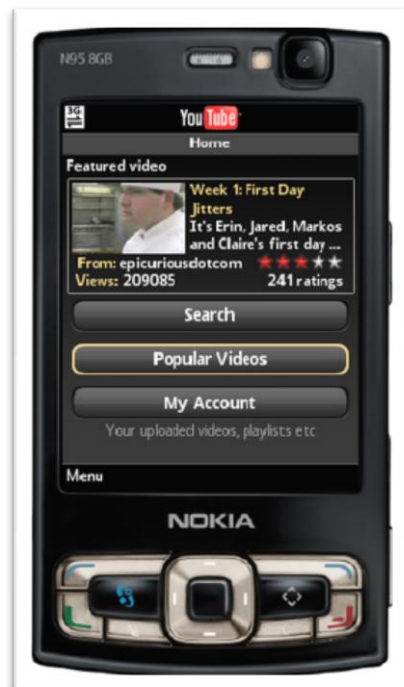 N95 8GB
3G
YouTube
Home
Featured video
Week 1: First Day
Jitters
It's Erin, Jared, Markos
and Claire's first day ...
From: epicuriousdotcom
Views: 209085 241 ratings
Search
Popular Videos
My Account
Your uploaded videos, playlists etc
Menu
NOKIA